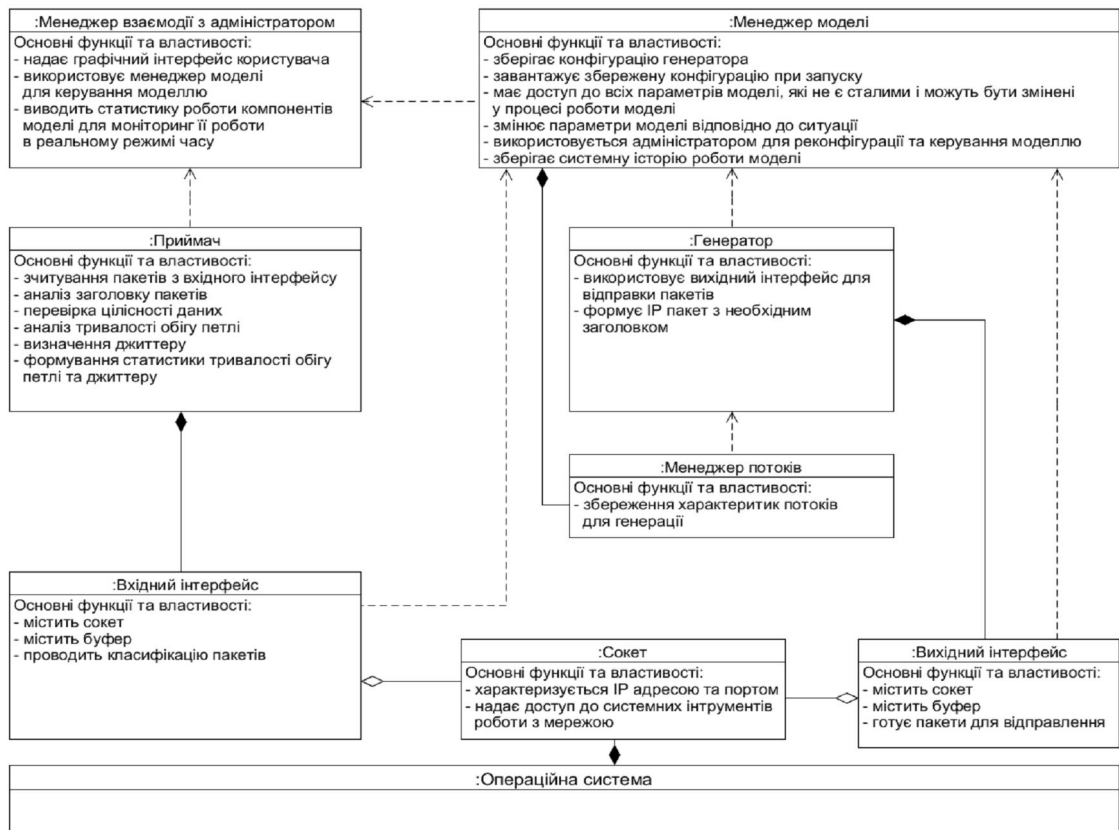 :Менеджер взаємодії з адміністратором
Основні функції та властивості:
- надає графічний інтерфейс користувача
- використовує менеджер моделі
для керування моделлю
- виводить статистику роботи компонентів
моделі для моніторинг її роботи
в реальному режимі часу
:Менеджер моделі
Основні функції та властивості:
- зберігає конфігурацію генератора
- завантажує збережену конфігурацію при запуску
- має доступ до всіх параметрів моделі, які не є сталими і можуть бути змінені
у процесі роботи моделі
- змінює параметри моделі відповідно до ситуації
- використовується адміністратором для реконфігурації та керування моделлю
- зберігає системну історію роботи моделі
:Приймач
Основні функції та властивості:
- зчитування пакетів з вхідного інтерфейсу
- аналіз заголовку пакетів
- перевірка цілісності даних
- аналіз тривалості обігу петлі
- визначення джиттеру
- формування статистики тривалості обігу
петлі та джиттеру
:Генератор
Основні функції та властивості:
- використовує вихідний інтерфейс для
відправки пакетів
- формує IP пакет з необхідним
заголовком
:Менеджер потоків
Основні функції та властивості:
- збереження характеритик потоків
для генерації
:Вхідний інтерфейс
Основні функції та властивості:
- містить сокет
- містить буфер
- проводить класифікацію пакетів
:Сокет
Основні функції та властивості:
- характеризується IP адресою та портом
- надає доступ до системних інтрументів
роботи з мережою
:Вихідний інтерфейс
Основні функції та властивості:
- містить сокет
- містить буфер
- готує пакети для відправлення
:Операційна система